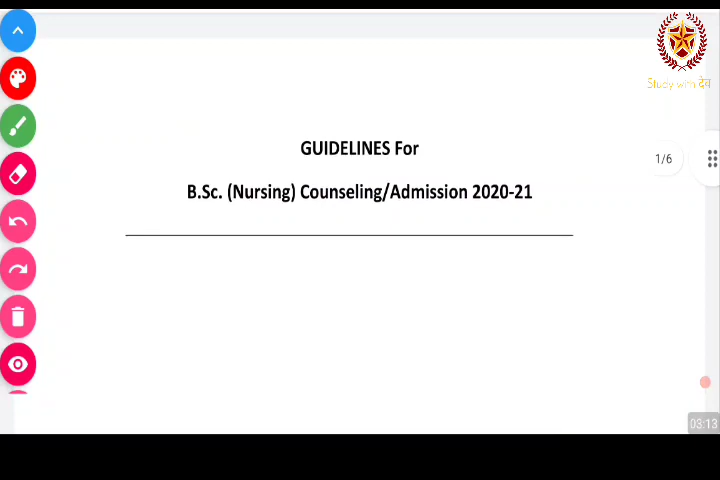 Study with देव
GUIDELINES For
1/6
B.Sc. (Nursing) Counseling/Admission 2020-21
03:13